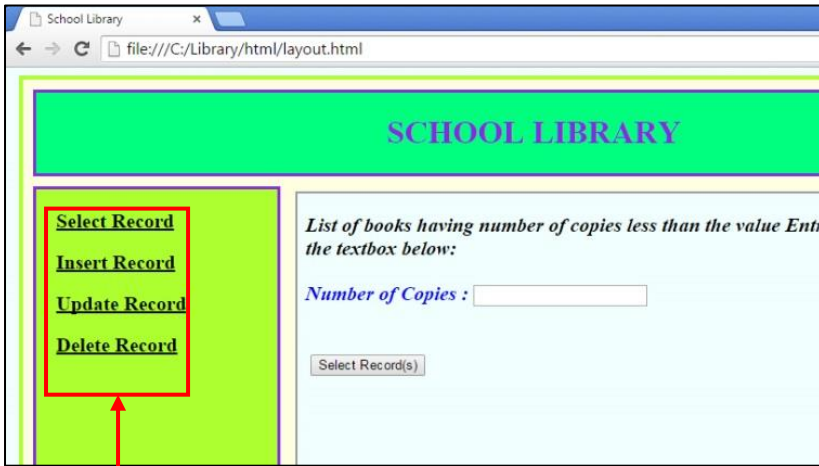 School Library
file:///C:/Library/html/layout.html
SCHOOL LIBRARY
Select Record
Insert Record
Update Record
Delete Record
List of books having number of copies less than the value
the textbox below:
Number of Copies :
Select Record(s)